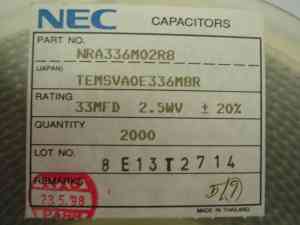 NEC CAPACITORS
PART NO. NRA336M02R8
(JAPAN) TEMSVA0E336M8R
RATING 33MFD 2.5WV ± 20%
QUANTITY 2000
LOT NO. 8 E13T2714
REMARKS
23.5.98
MADE IN THAILAND